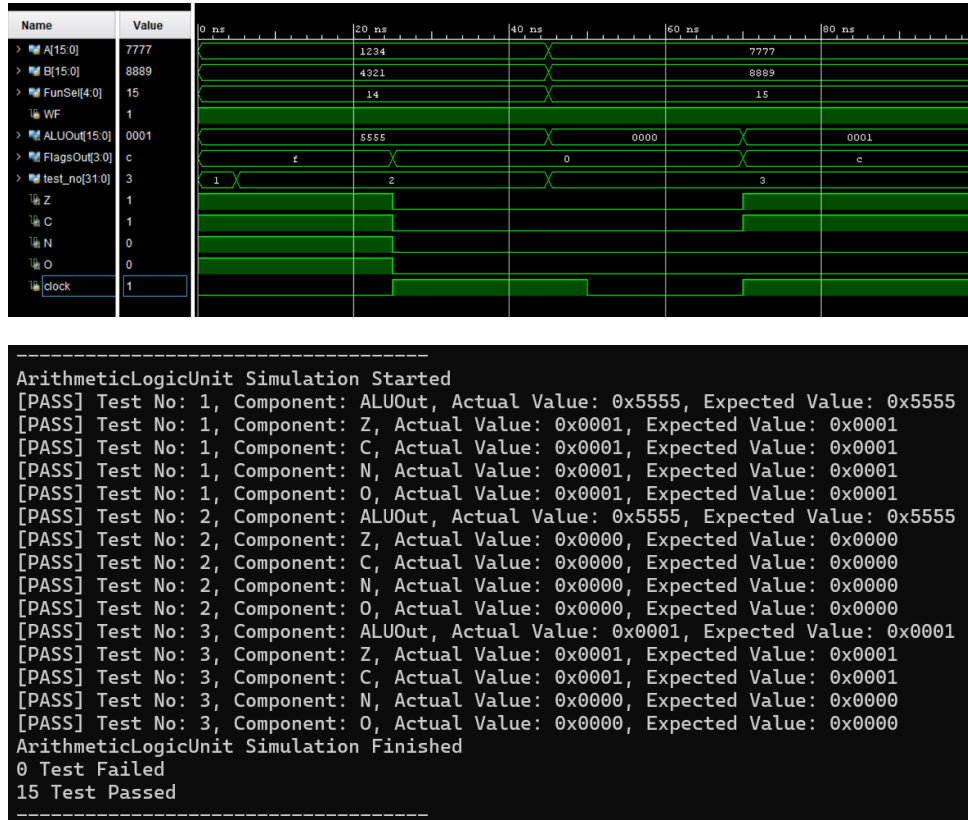 Name Value 0 ns 20 ns 40 ns 60 ns 80 ns
A[15:0] 7777 1234 7777
B[15:0] 8889 4321 8889
FunSel[4:0] 15 14 15
WF 1
ALUOut[15:0] 0001 5555 0000 0001
FlagsOut[3:0] c f 0 c
test_no[31:0] 3 1 2 3
Z 1
C 1
N 0
O 0
clock 1
------------------------------------
ArithmeticLogicUnit Simulation Started
[PASS] Test No: 1, Component: ALUOut, Actual Value: 0x5555, Expected Value: 0x5555
[PASS] Test No: 1, Component: Z, Actual Value: 0x0001, Expected Value: 0x0001
[PASS] Test No: 1, Component: C, Actual Value: 0x0001, Expected Value: 0x0001
[PASS] Test No: 1, Component: N, Actual Value: 0x0001, Expected Value: 0x0001
[PASS] Test No: 1, Component: O, Actual Value: 0x0001, Expected Value: 0x0001
[PASS] Test No: 2, Component: ALUOut, Actual Value: 0x5555, Expected Value: 0x5555
[PASS] Test No: 2, Component: Z, Actual Value: 0x0000, Expected Value: 0x0000
[PASS] Test No: 2, Component: C, Actual Value: 0x0000, Expected Value: 0x0000
[PASS] Test No: 2, Component: N, Actual Value: 0x0000, Expected Value: 0x0000
[PASS] Test No: 2, Component: O, Actual Value: 0x0000, Expected Value: 0x0000
[PASS] Test No: 3, Component: ALUOut, Actual Value: 0x0001, Expected Value: 0x0001
[PASS] Test No: 3, Component: Z, Actual Value: 0x0001, Expected Value: 0x0001
[PASS] Test No: 3, Component: C, Actual Value: 0x0001, Expected Value: 0x0001
[PASS] Test No: 3, Component: N, Actual Value: 0x0000, Expected Value: 0x0000
[PASS] Test No: 3, Component: O, Actual Value: 0x0000, Expected Value: 0x0000
ArithmeticLogicUnit Simulation Finished
0 Test Failed
15 Test Passed
------------------------------------